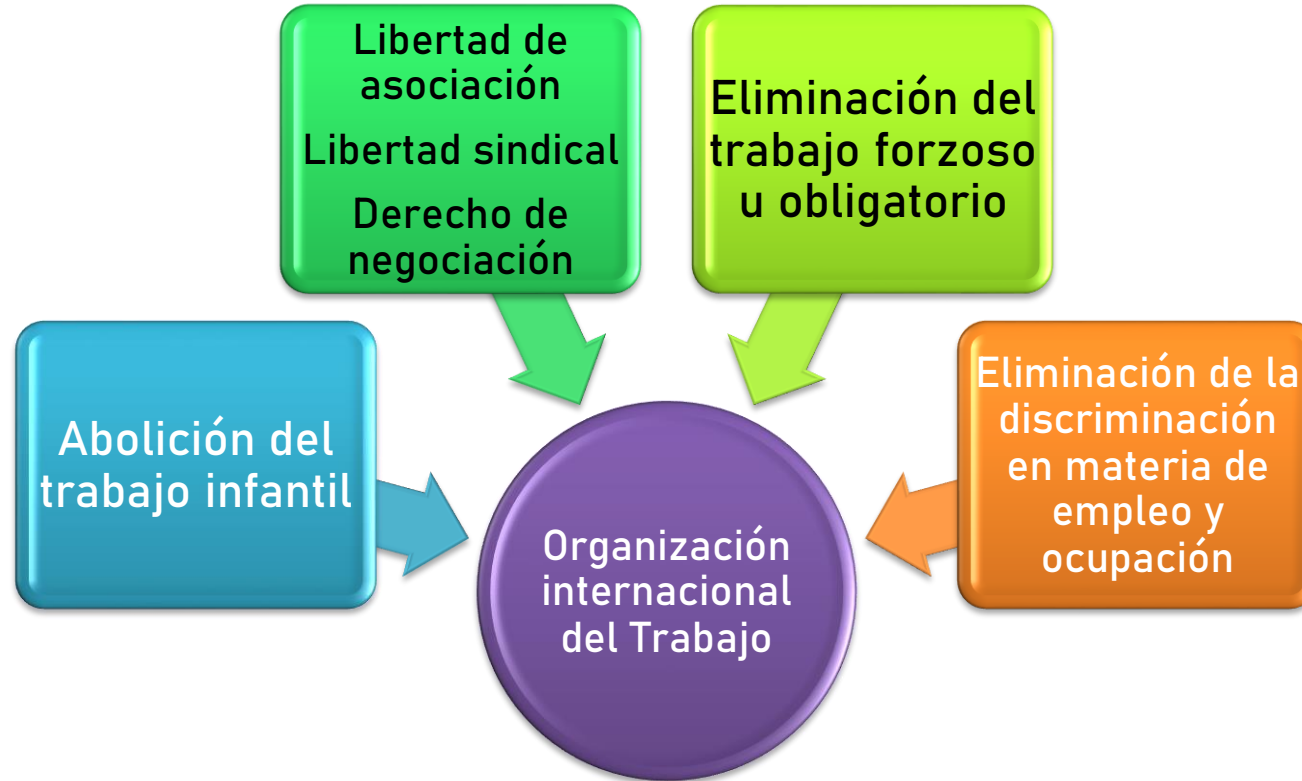 Libertad de
asociación
Libertad sindical
Derecho de
negociación
Eliminación del
trabajo forzoso
u obligatorio
Abolición del
trabajo infantil
Eliminación de la
discriminación
en materia de
empleo y
ocupación
Organización
internacional
del Trabajo